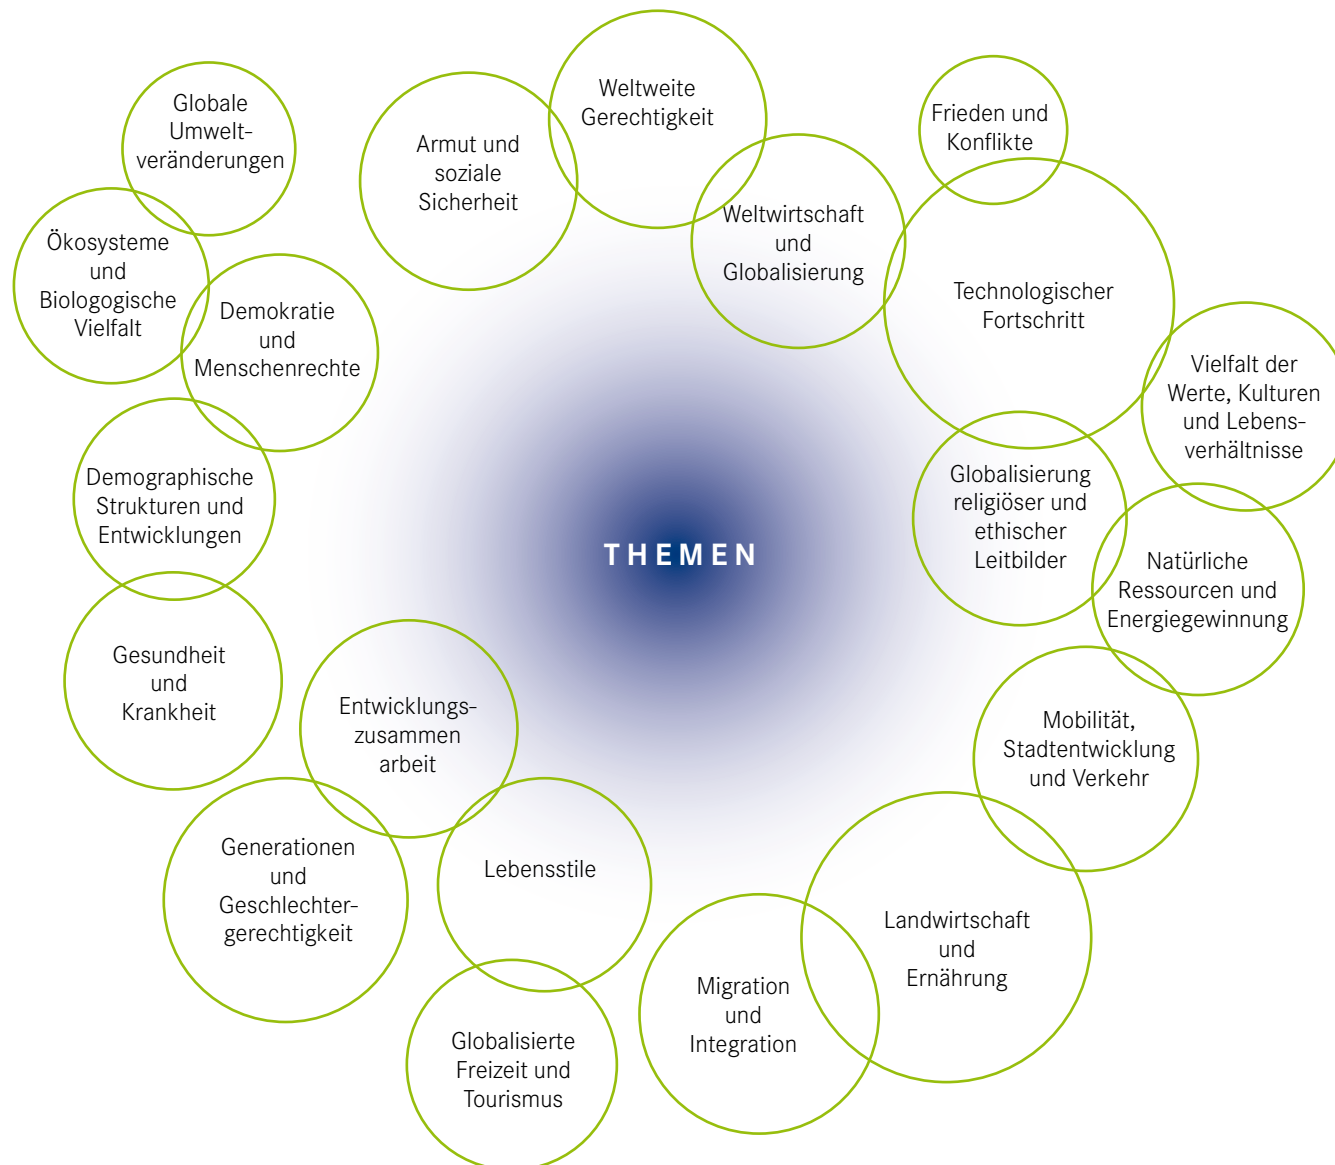 Globale
Umwelt-
veränderungen
Armut und
soziale
Sicherheit
Weltweite
Gerechtigkeit
Weltwirtschaft
und
Globalisierung
Frieden und
Konflikte
Technologischer
Fortschritt
Ökosysteme
und
Biologogische
Vielfalt
Demokratie
und
Menschenrechte
Vielfalt der
Werte, Kulturen
und Lebens-
verhältnisse
Demographische
Strukturen und
Entwicklungen
Globalisierung
religiöser und
ethischer
Leitbilder
THEMEN
Natürliche
Ressourcen und
Energiegewinnung
Gesundheit
und
Krankheit
Entwicklungs-
zusammen
arbeit
Mobilität,
Stadtentwicklung
und Verkehr
Generationen
und
Geschlechter-
gerechtigkeit
Lebensstile
Landwirtschaft
und
Ernährung
Migration
und
Integration
Globalisierte
Freizeit und
Tourismus